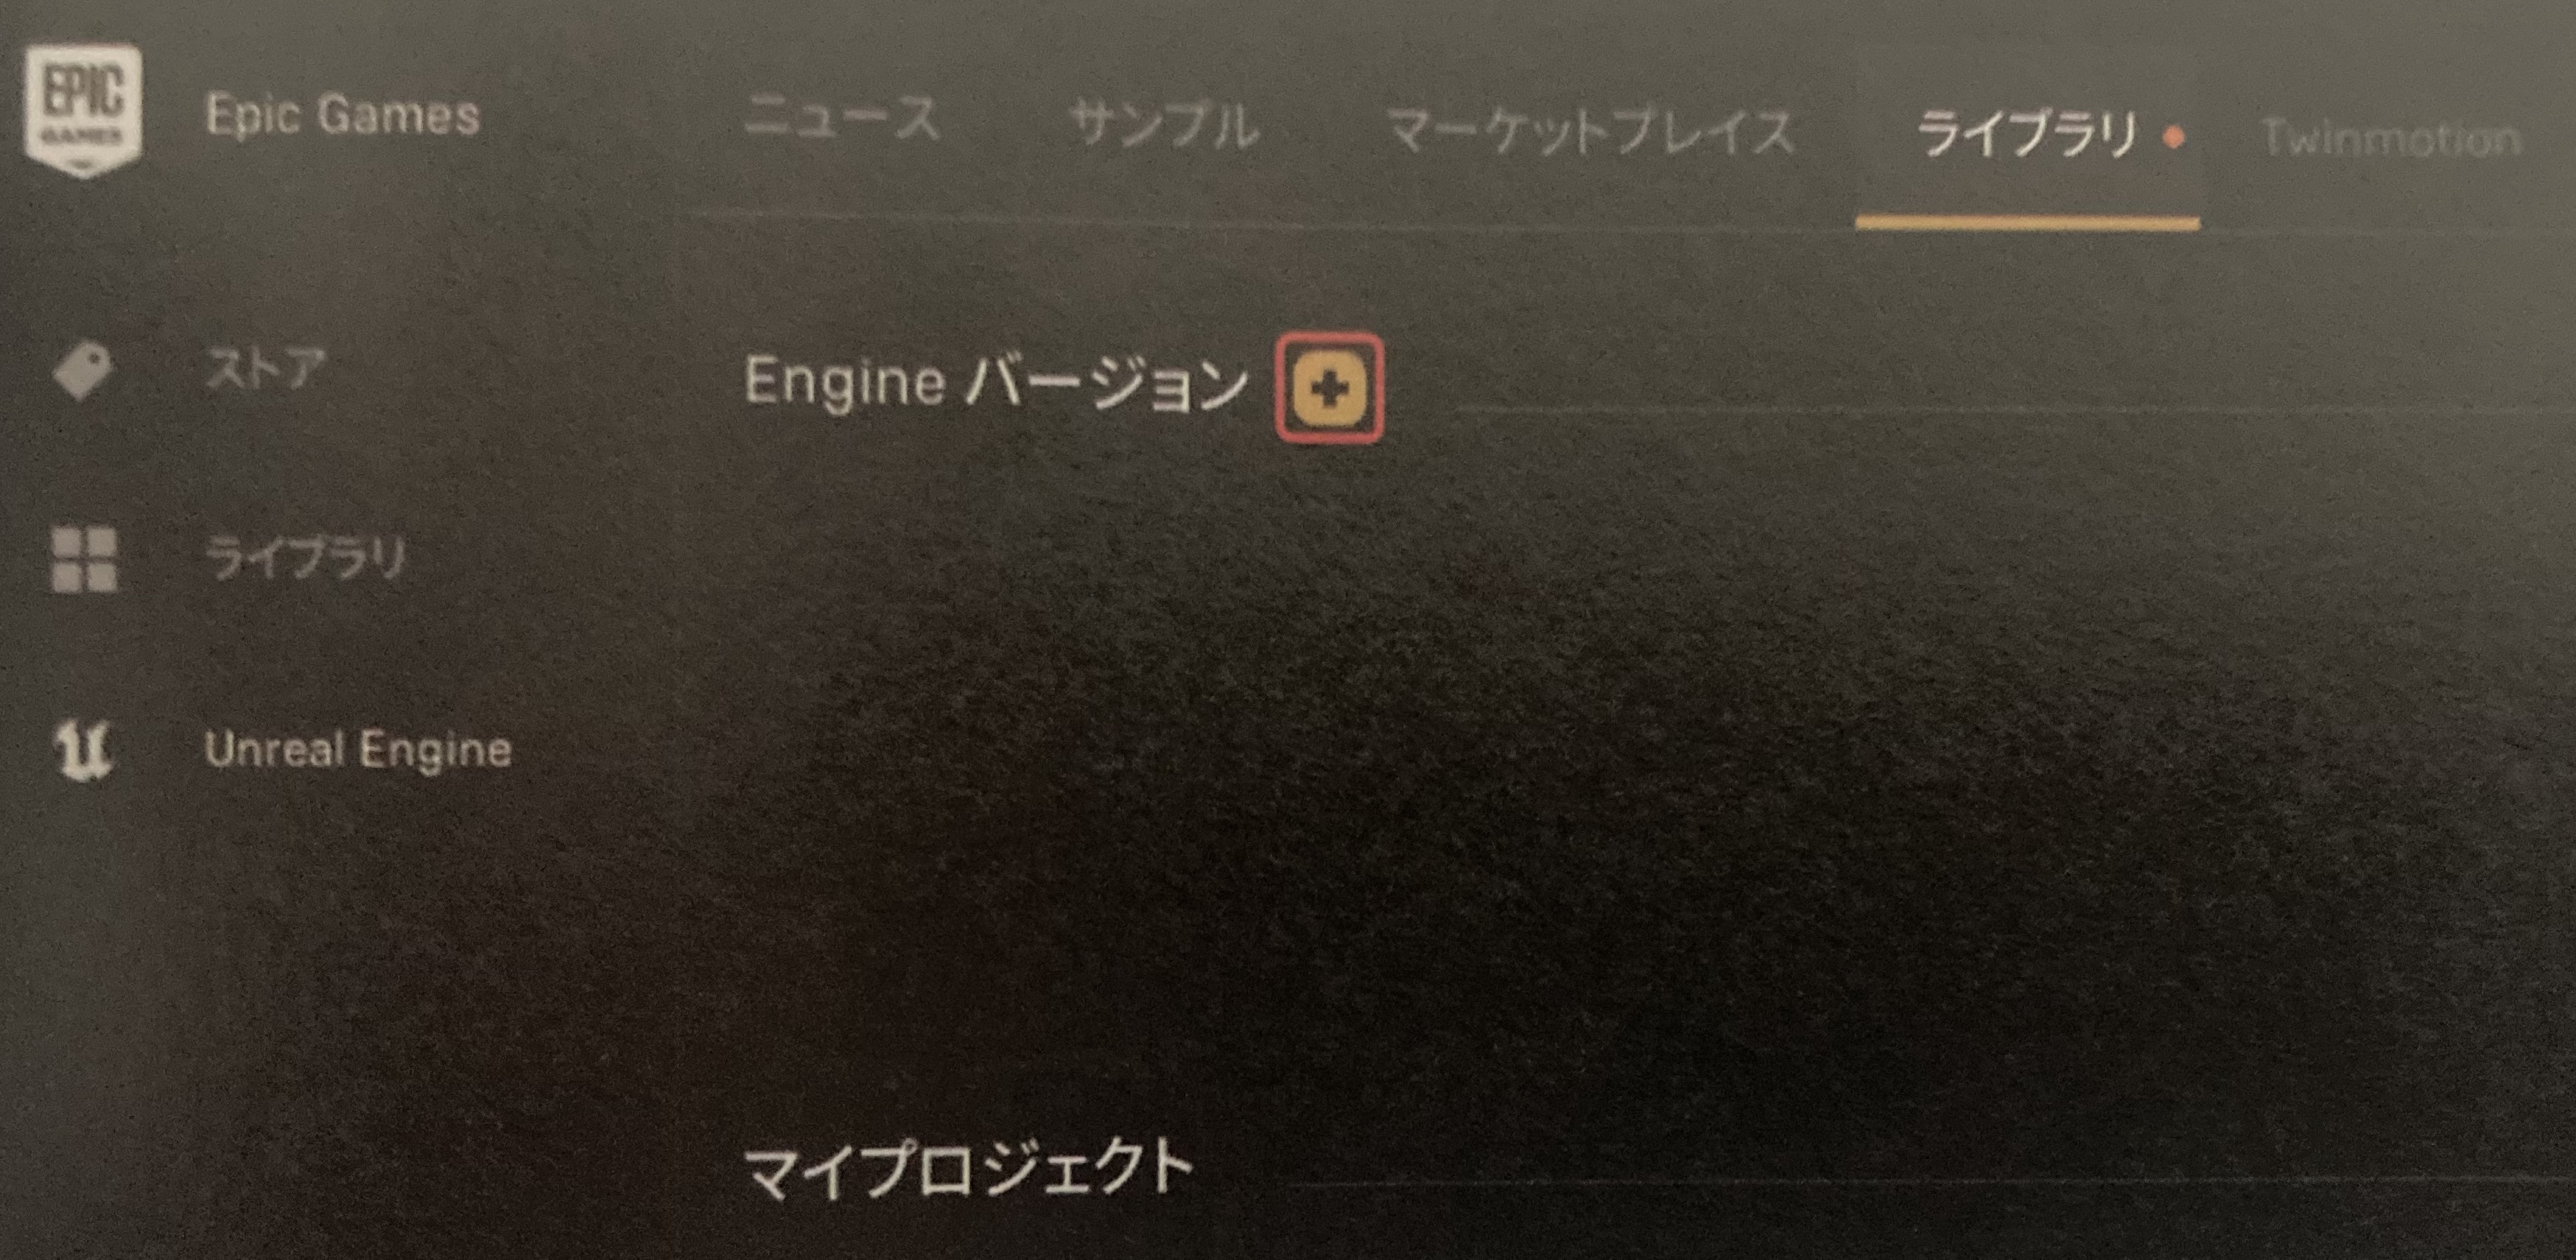 EPIC GAMES
Epic Games
ニュース サンプル マーケットプレイス ライブラリ Twinmotion
ストア
Engine バージョン
ライブラリ
Unreal Engine
マイプロジェクト